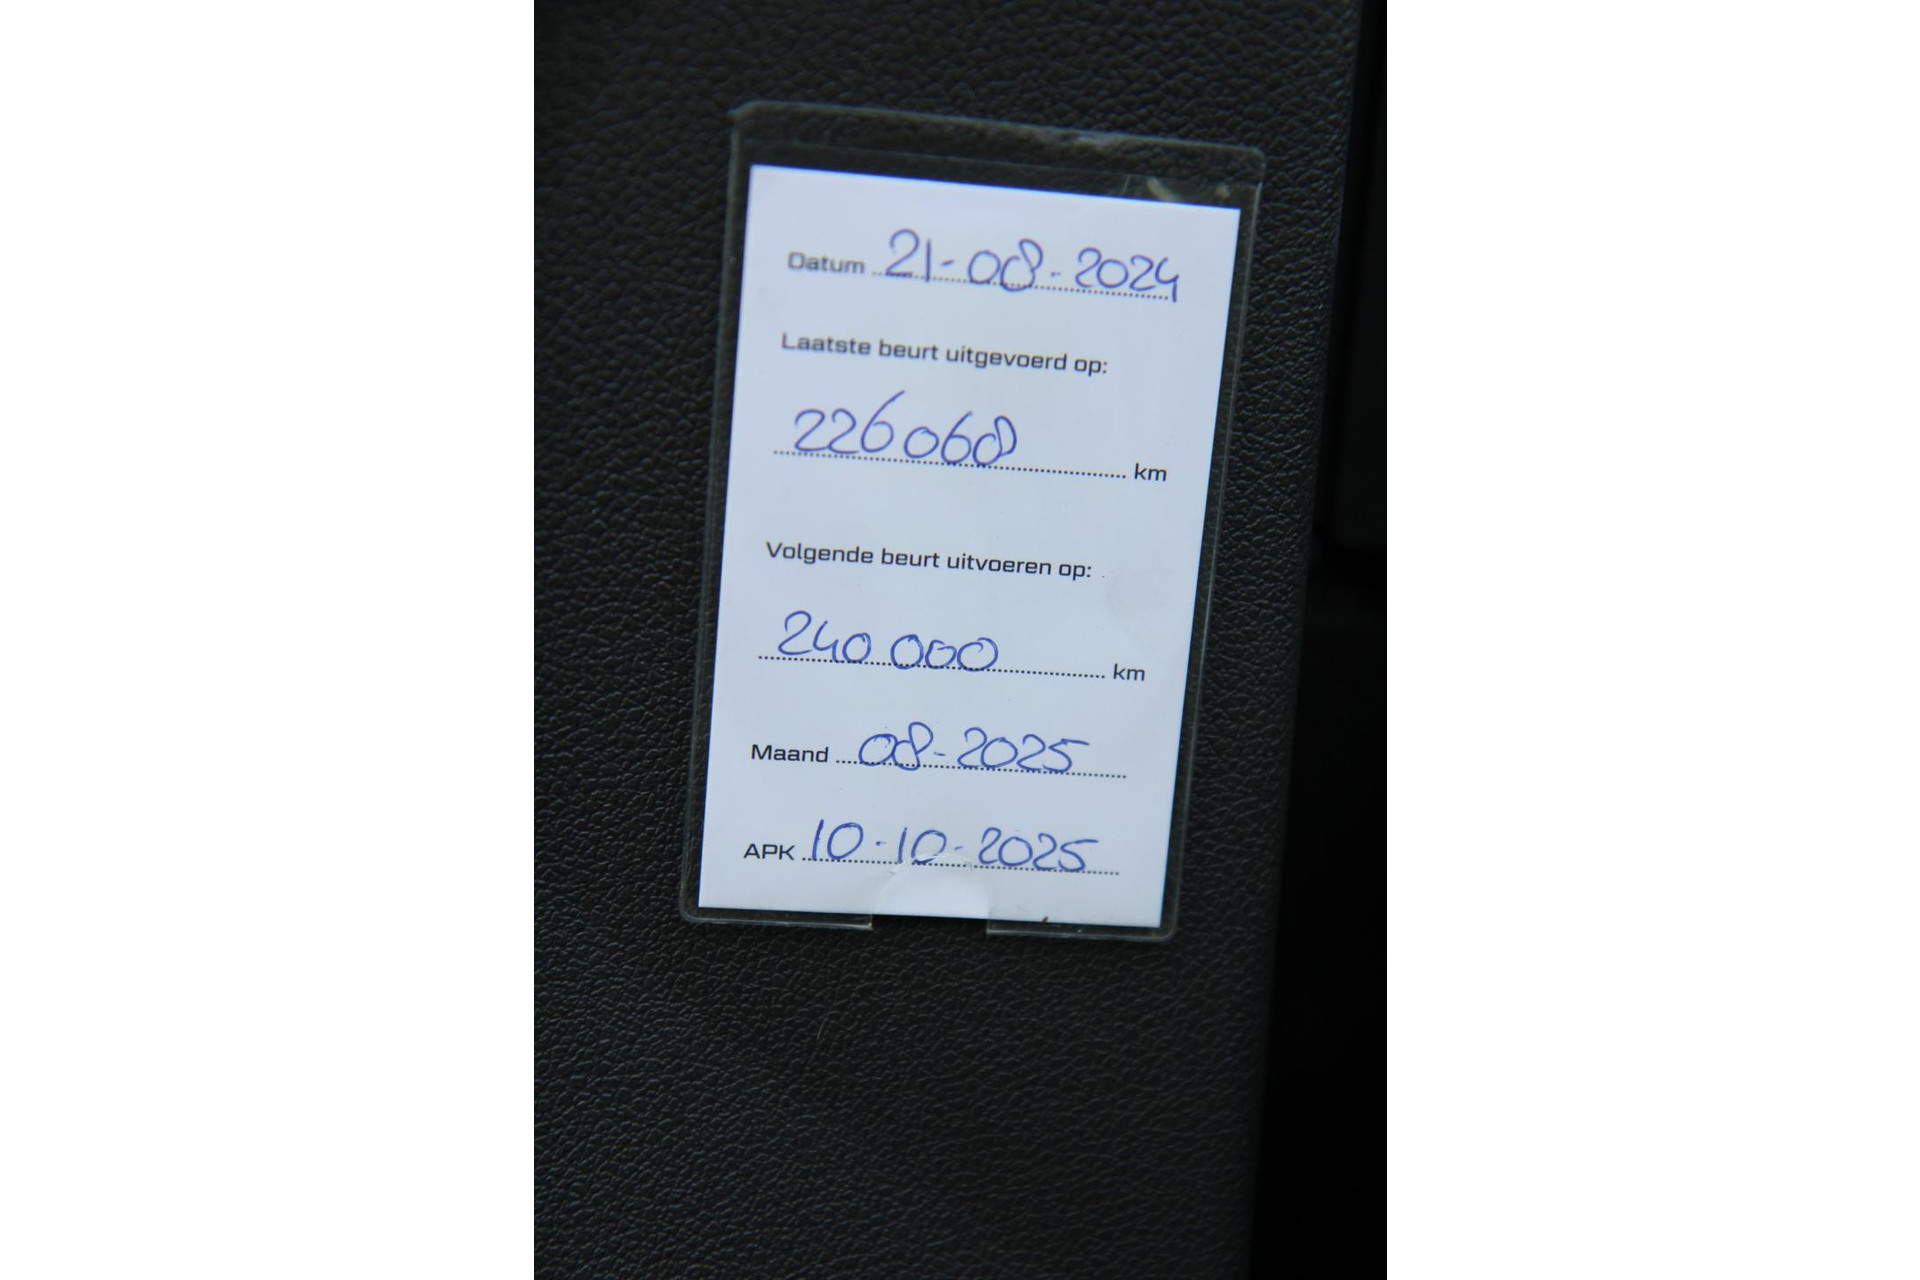 Datum 21-08-2024
Laatste beurt uitgevoerd op:
226068 km
Volgende beurt uitvoeren op:
240 000 km
Maand 08-2025
APK 10-10-2025